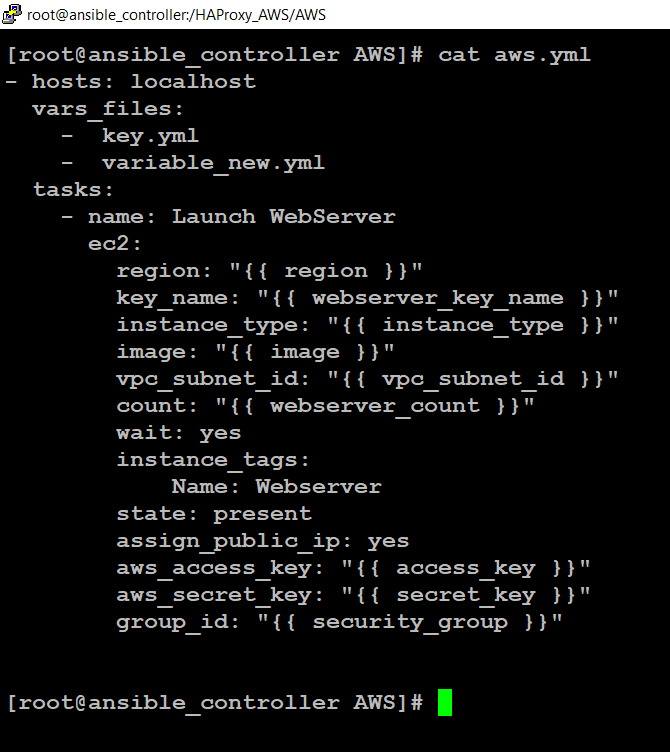 root@ansible_controller:/HAProxy_AWS/AWS
[root@ansible_controller AWS]# cat aws.yml
- hosts: localhost
  vars_files:
    -  key.yml
    -  variable_new.yml
  tasks:
    - name: Launch WebServer
      ec2:
        region: "{{ region }}"
        key_name: "{{ webserver_key_name }}"
        instance_type: "{{ instance_type }}"
        image: "{{ image }}"
        vpc_subnet_id: "{{ vpc_subnet_id }}"
        count: "{{ webserver_count }}"
        wait: yes
        instance_tags:
            Name: Webserver
        state: present
        assign_public_ip: yes
        aws_access_key: "{{ access_key }}"
        aws_secret_key: "{{ secret_key }}"
        group_id: "{{ security_group }}"
[root@ansible_controller AWS]#